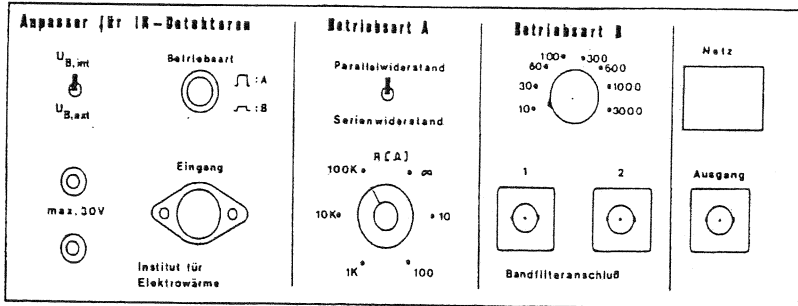 Anpasser für IR-Detektoren
U_B,int
U_B,ext
Betriebsart
: A
: B
max. 30V
Eingang
Institut für
Elektrowärme
Betriebsart A
Parallelwiderstand
Serienwiderstand
R [Ω]
100K
∞
10K
10
1K
100
Betriebsart B
100
300
60
600
30
1000
10
3000
1
2
Bandfilteranschluß
Netz
Ausgang